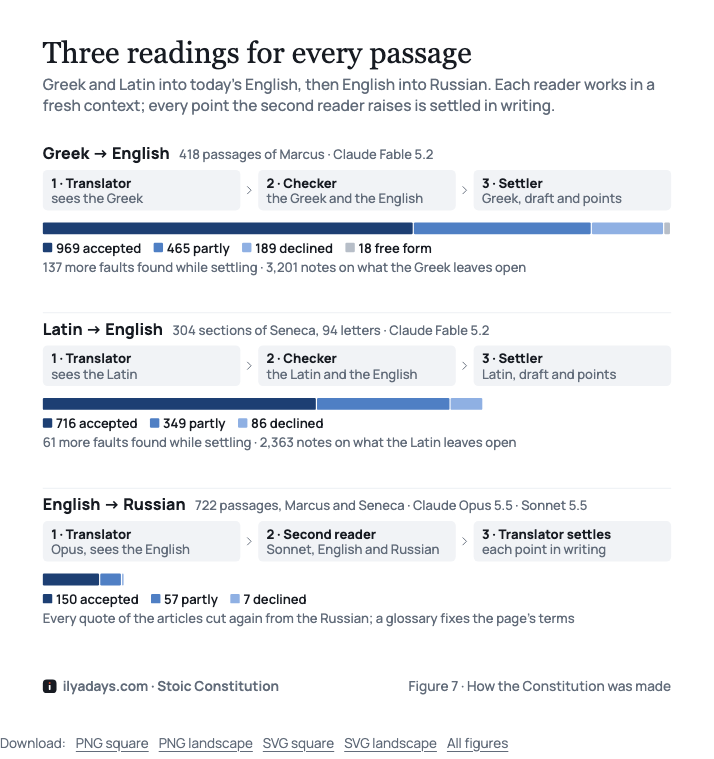 Three readings for every passage
Greek and Latin into today's English, then English into Russian. Each reader works in a
fresh context; every point the second reader raises is settled in writing.
Greek → English 418 passages of Marcus · Claude Fable 5.2
1 · Translator
sees the Greek
2 · Checker
the Greek and the English
3 · Settler
Greek, draft and points
969 accepted 465 partly 189 declined 18 free form
137 more faults found while settling · 3,201 notes on what the Greek leaves open
Latin → English 304 sections of Seneca, 94 letters · Claude Fable 5.2
1 · Translator
sees the Latin
2 · Checker
the Latin and the English
3 · Settler
Latin, draft and points
716 accepted 349 partly 86 declined
61 more faults found while settling · 2,363 notes on what the Latin leaves open
English → Russian 722 passages, Marcus and Seneca · Claude Opus 5.5 · Sonnet 5.5
1 · Translator
Opus, sees the English
2 · Second reader
Sonnet, English and Russian
3 · Translator settles
each point in writing
150 accepted 57 partly 7 declined
Every quote of the articles cut again from the Russian; a glossary fixes the page's terms
i ilyadays.com · Stoic Constitution
Figure 7 · How the Constitution was made
Download: PNG square PNG landscape SVG square SVG landscape All figures